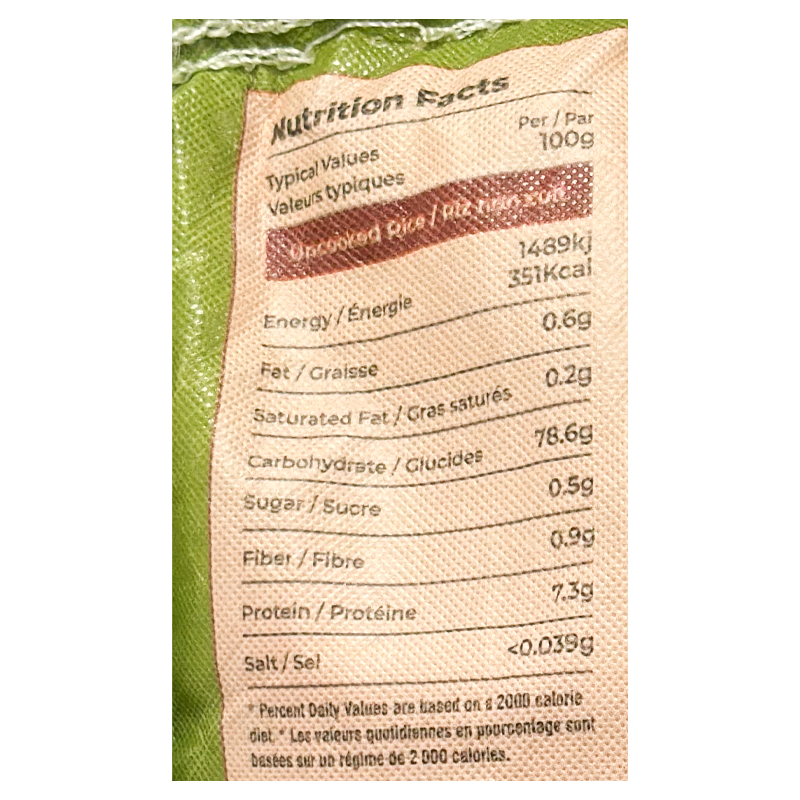 Nutrition Facts
Per / Par
Typical Values 100g
Valeurs typiques
Uncooked Rice / Riz non cuit
1489kj
Energy / Énergie 351Kcal
Fat / Graisse 0.6g
Saturated Fat / Gras saturés 0.2g
Carbohydrate / Glucides 78.6g
Sugar / Sucre 0.5g
Fiber / Fibre 0.9g
Protein / Protéine 7.3g
Salt / Sel <0.039g
* Percent Daily Values are based on a 2000 calorie
diet. * Les valeurs quotidiennes en pourcentage sont
basées sur un régime de 2 000 calories.